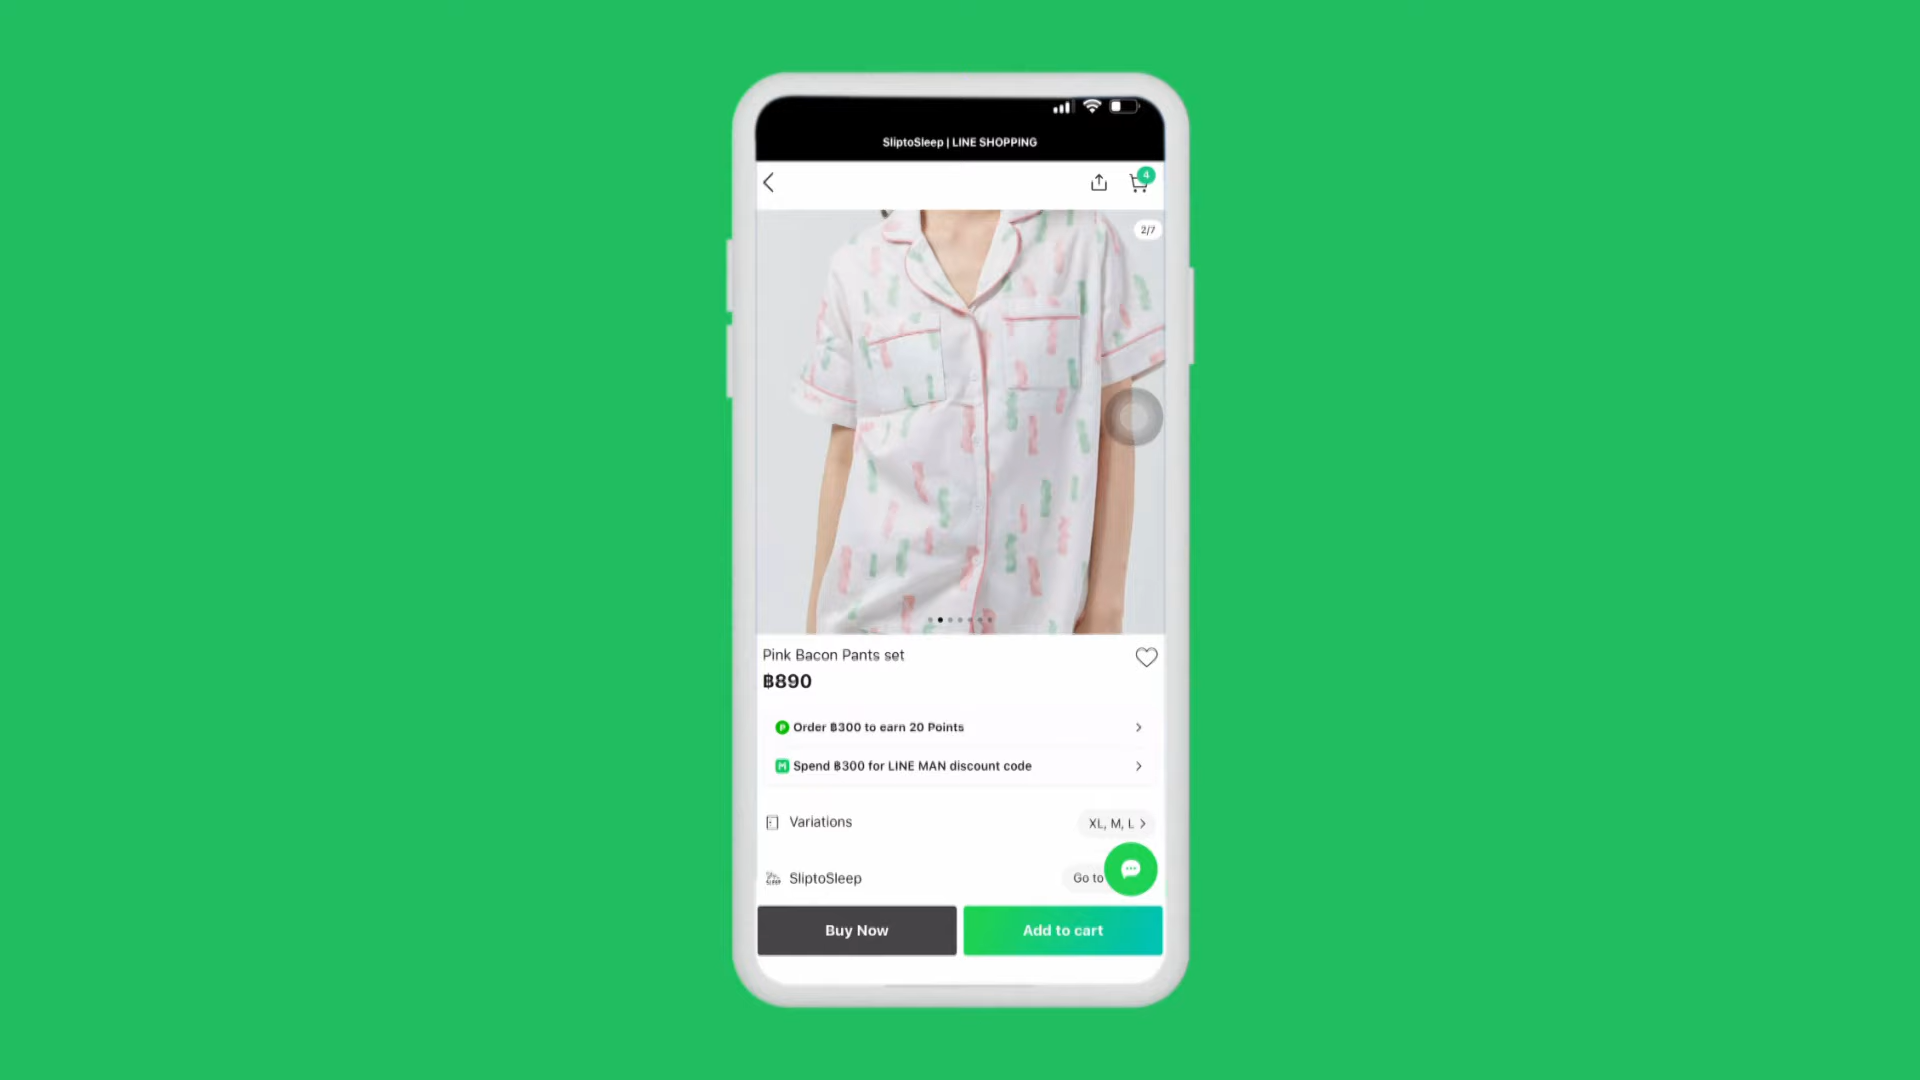 SliptoSleep | LINE SHOPPING
4
2/7
Pink Bacon Pants set
฿890
Order ฿300 to earn 20 Points
Spend ฿300 for LINE MAN discount code
Variations
XL, M, L
SliptoSleep
Go to
Buy Now
Add to cart